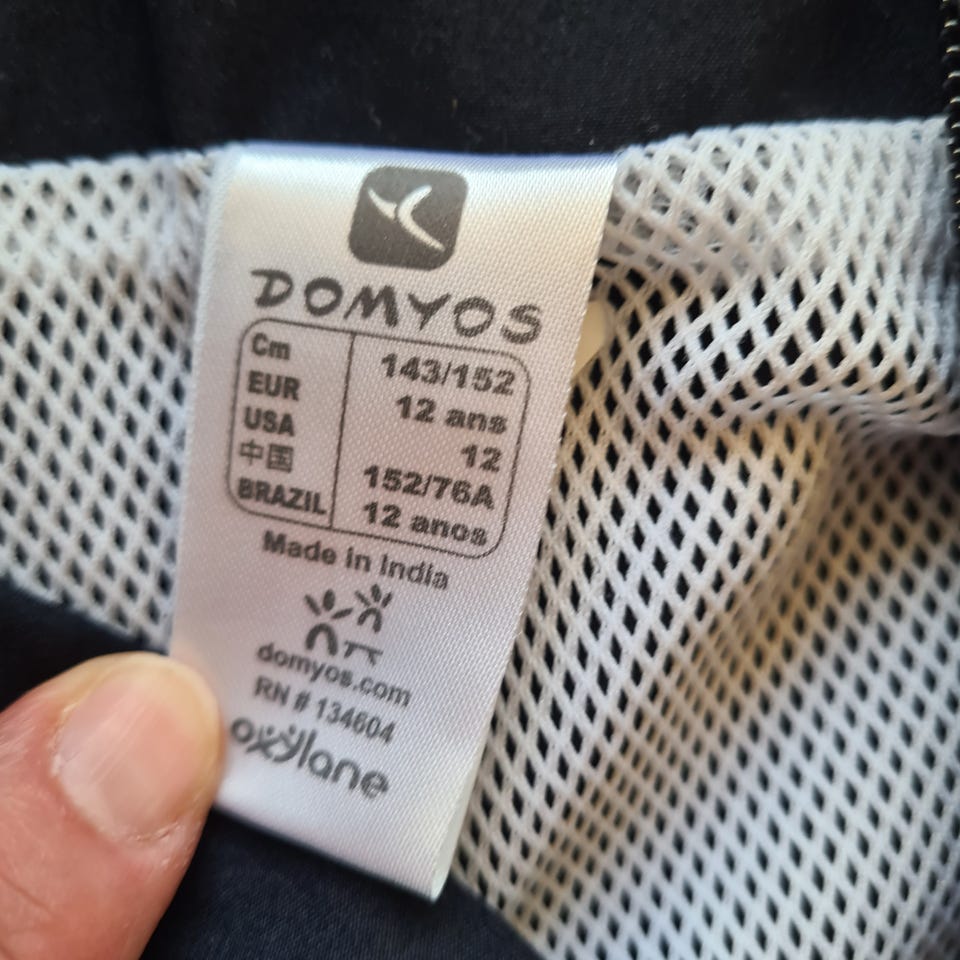 DOMYOS
Cm 143/152
EUR 12 ans
USA 12
中国 152/76A
BRAZIL 12 anos
Made in India
domyos.com
RN # 134604
oxylane